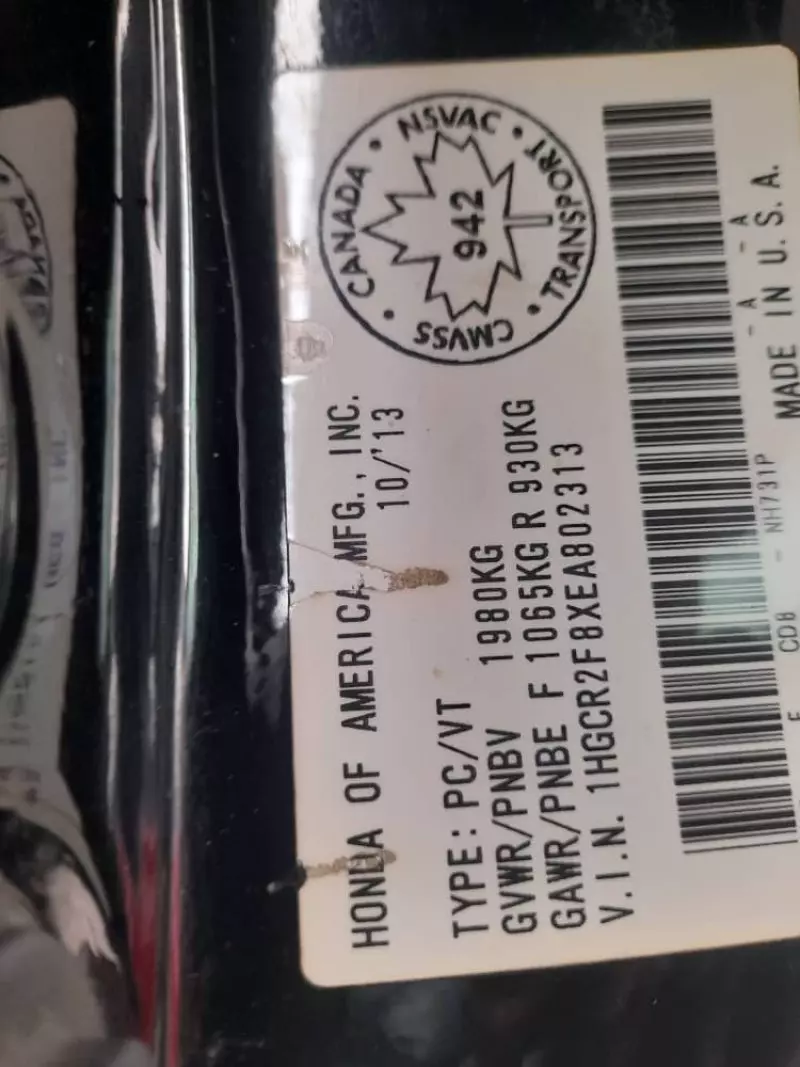 HONDA OF AMERICA MFG., INC.
10/'13
TYPE: PC/VT
GVWR/PNBV 1980KG
GAWR/PNBE F 1065KG R 930KG
V.I.N. 1HGCR2F8XEA802313
CANADA • NSVAC • TRANSPORT • CMVSS •
942
E CD8 - NH731P - A - A
MADE IN U.S.A.